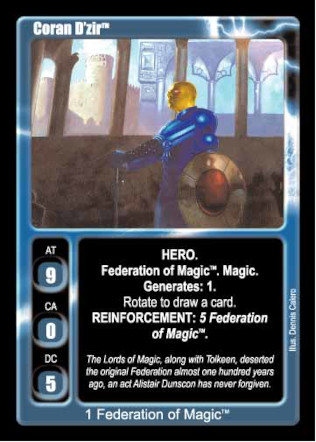 Coran D'zir™
AT
9
CA
0
DC
5
HERO.
Federation of Magic™. Magic.
Generates: 1.
Rotate to draw a card.
REINFORCEMENT: 5 Federation
of Magic™.
The Lords of Magic, along with Tolkeen, deserted
the original Federation almost one hundred years
ago, an act Alistair Dunscon has never forgiven.
Illus. Dennis Calero
1 Federation of Magic™